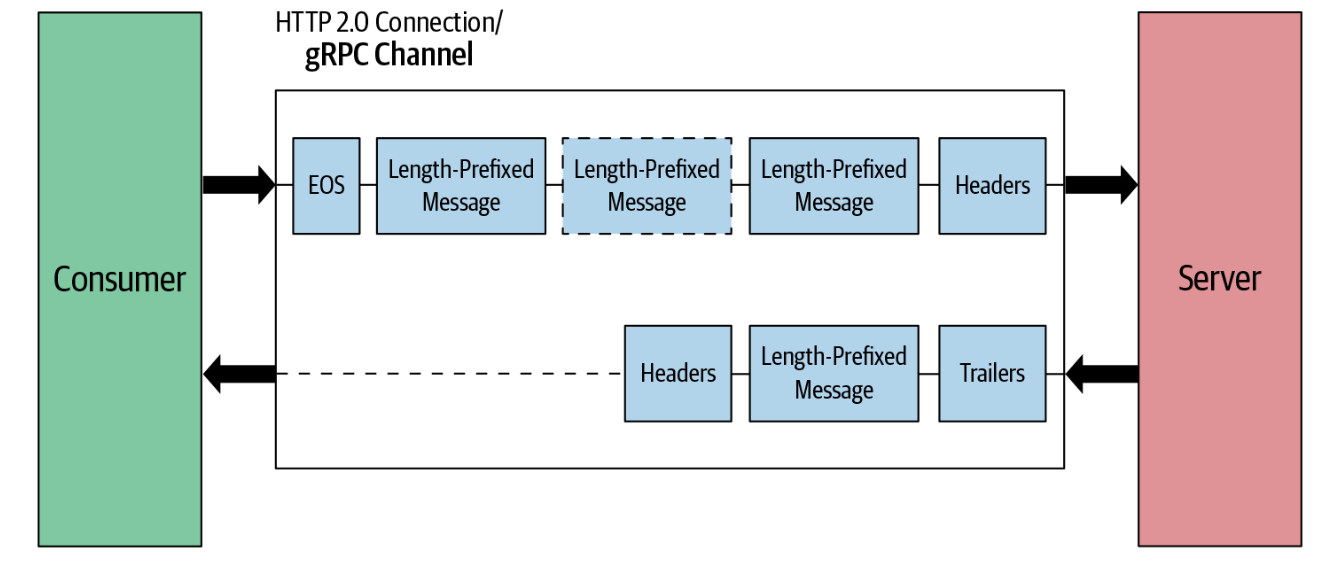 HTTP 2.0 Connection/
gRPC Channel
Consumer
EOS
Length-Prefixed
Message
Length-Prefixed
Message
Length-Prefixed
Message
Headers
Server
Headers
Length-Prefixed
Message
Trailers